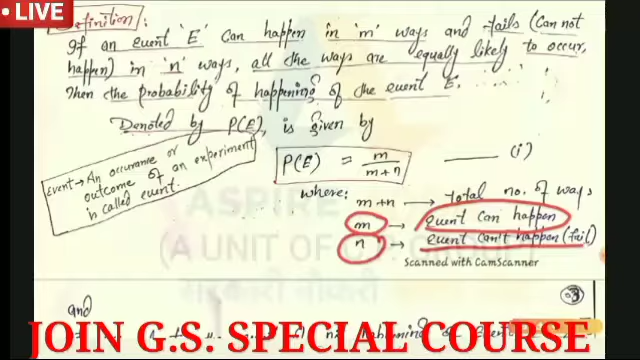 LIVE
Definition:
If an event 'E' can happen in 'm' ways and fails (can not
happen) in 'n' ways, all the ways are equally likely to occur,
Then the probability of happening of the event E.
Denoted by P(E), is given by
Event → An occurance or
outcome of an experiment
is called event.
P(E) = m/(m+n) —— (i)
where: m+n → total no. of ways
m → event can happen
n → event can't happen (fail)
ASPIRE
(A UNIT OF
सरकारी नौकरी
Scanned with CamScanner
and
JOIN G.S. SPECIAL COURSE